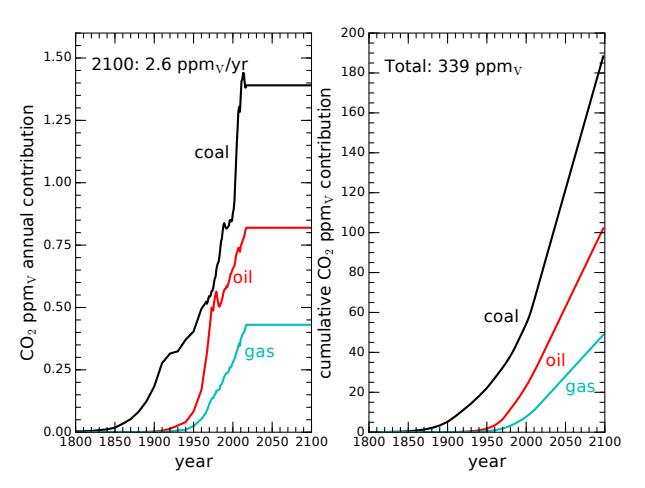 2100: 2.6 ppmV/yr
CO2 ppmV annual contribution
1.50
1.25
1.00
0.75
0.50
0.25
0.00
coal
oil
gas
1800 1850 1900 1950 2000 2050 2100
year
Total: 339 ppmV
cumulative CO2 ppmV contribution
200
180
160
140
120
100
80
60
40
20
0
coal
oil
gas
1800 1850 1900 1950 2000 2050 2100
year